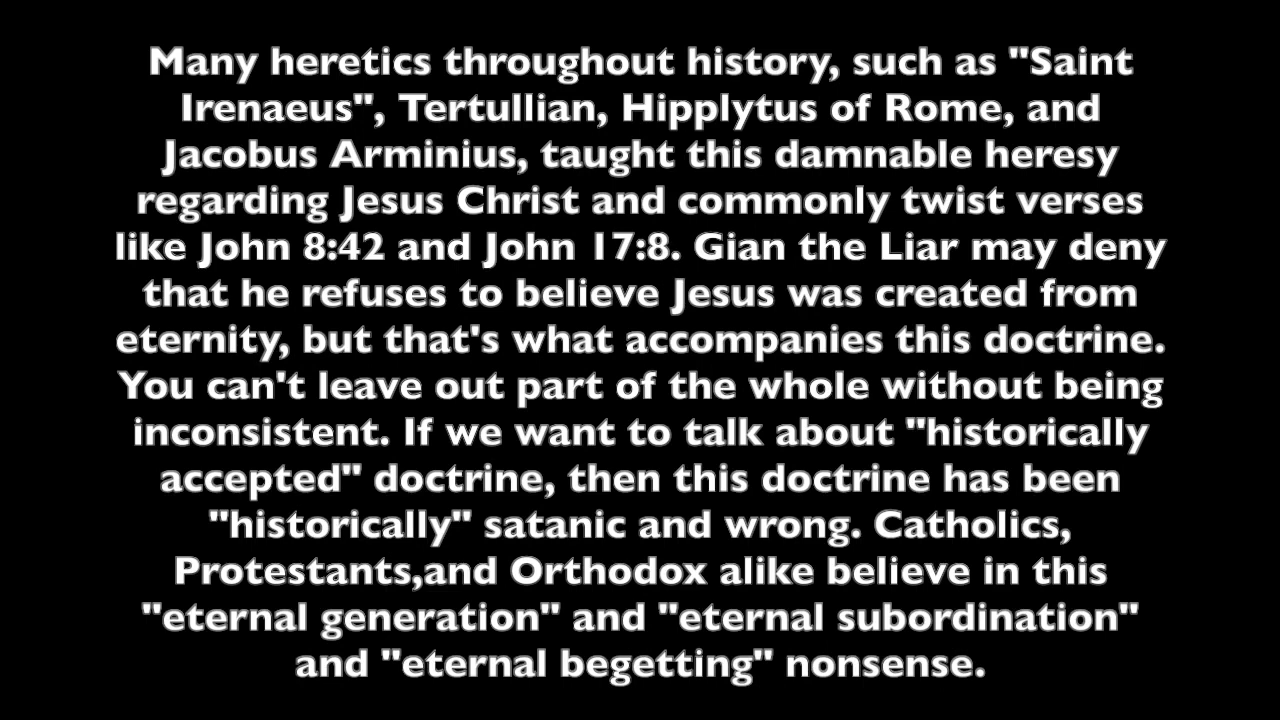 Many heretics throughout history, such as "Saint
Irenaeus", Tertullian, Hipplytus of Rome, and
Jacobus Arminius, taught this damnable heresy
regarding Jesus Christ and commonly twist verses
like John 8:42 and John 17:8. Gian the Liar may deny
that he refuses to believe Jesus was created from
eternity, but that's what accompanies this doctrine.
You can't leave out part of the whole without being
inconsistent. If we want to talk about "historically
accepted" doctrine, then this doctrine has been
"historically" satanic and wrong. Catholics,
Protestants,and Orthodox alike believe in this
"eternal generation" and "eternal subordination"
and "eternal begetting" nonsense.